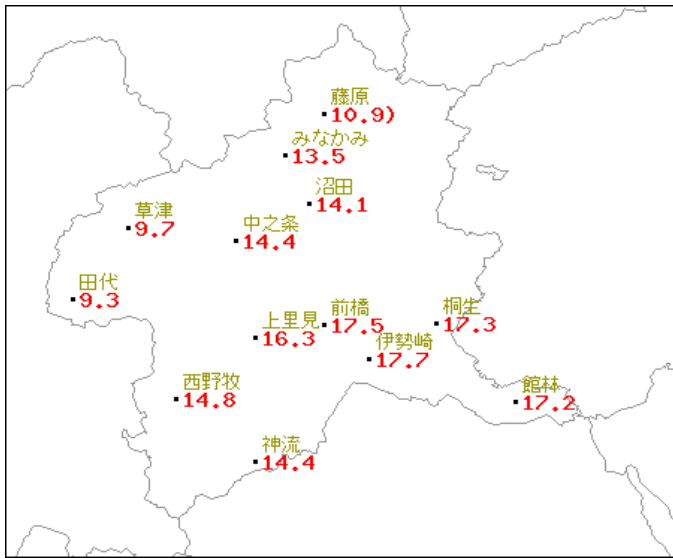 藤原
10.9)
みなかみ
13.5
沼田
14.1
草津
9.7
中之条
14.4
田代
9.3
前橋
17.5
桐生
17.3
上里見
16.3
伊勢崎
17.7
西野牧
14.8
館林
17.2
神流
14.4